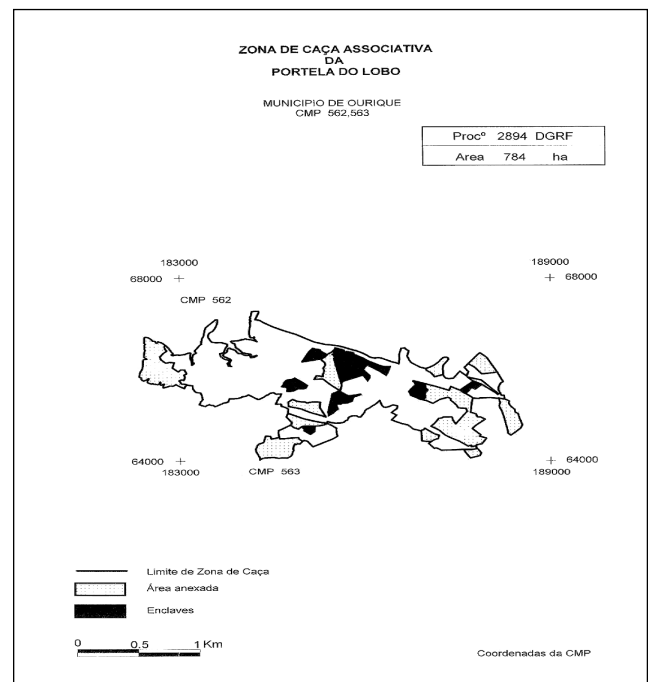 ZONA DE CAÇA ASSOCIATIVA
DA
PORTELA DO LOBO
MUNICIPIO DE OURIQUE
CMP 562,563
Procº 2894 DGRF
Area 784 ha
183000
189000
68000
68000
CMP 562
64000
64000
183000
CMP 563
189000
Limite de Zona de Caça
Área anexada
Enclaves
0 0,5 1 Km
Coordenadas da CMP